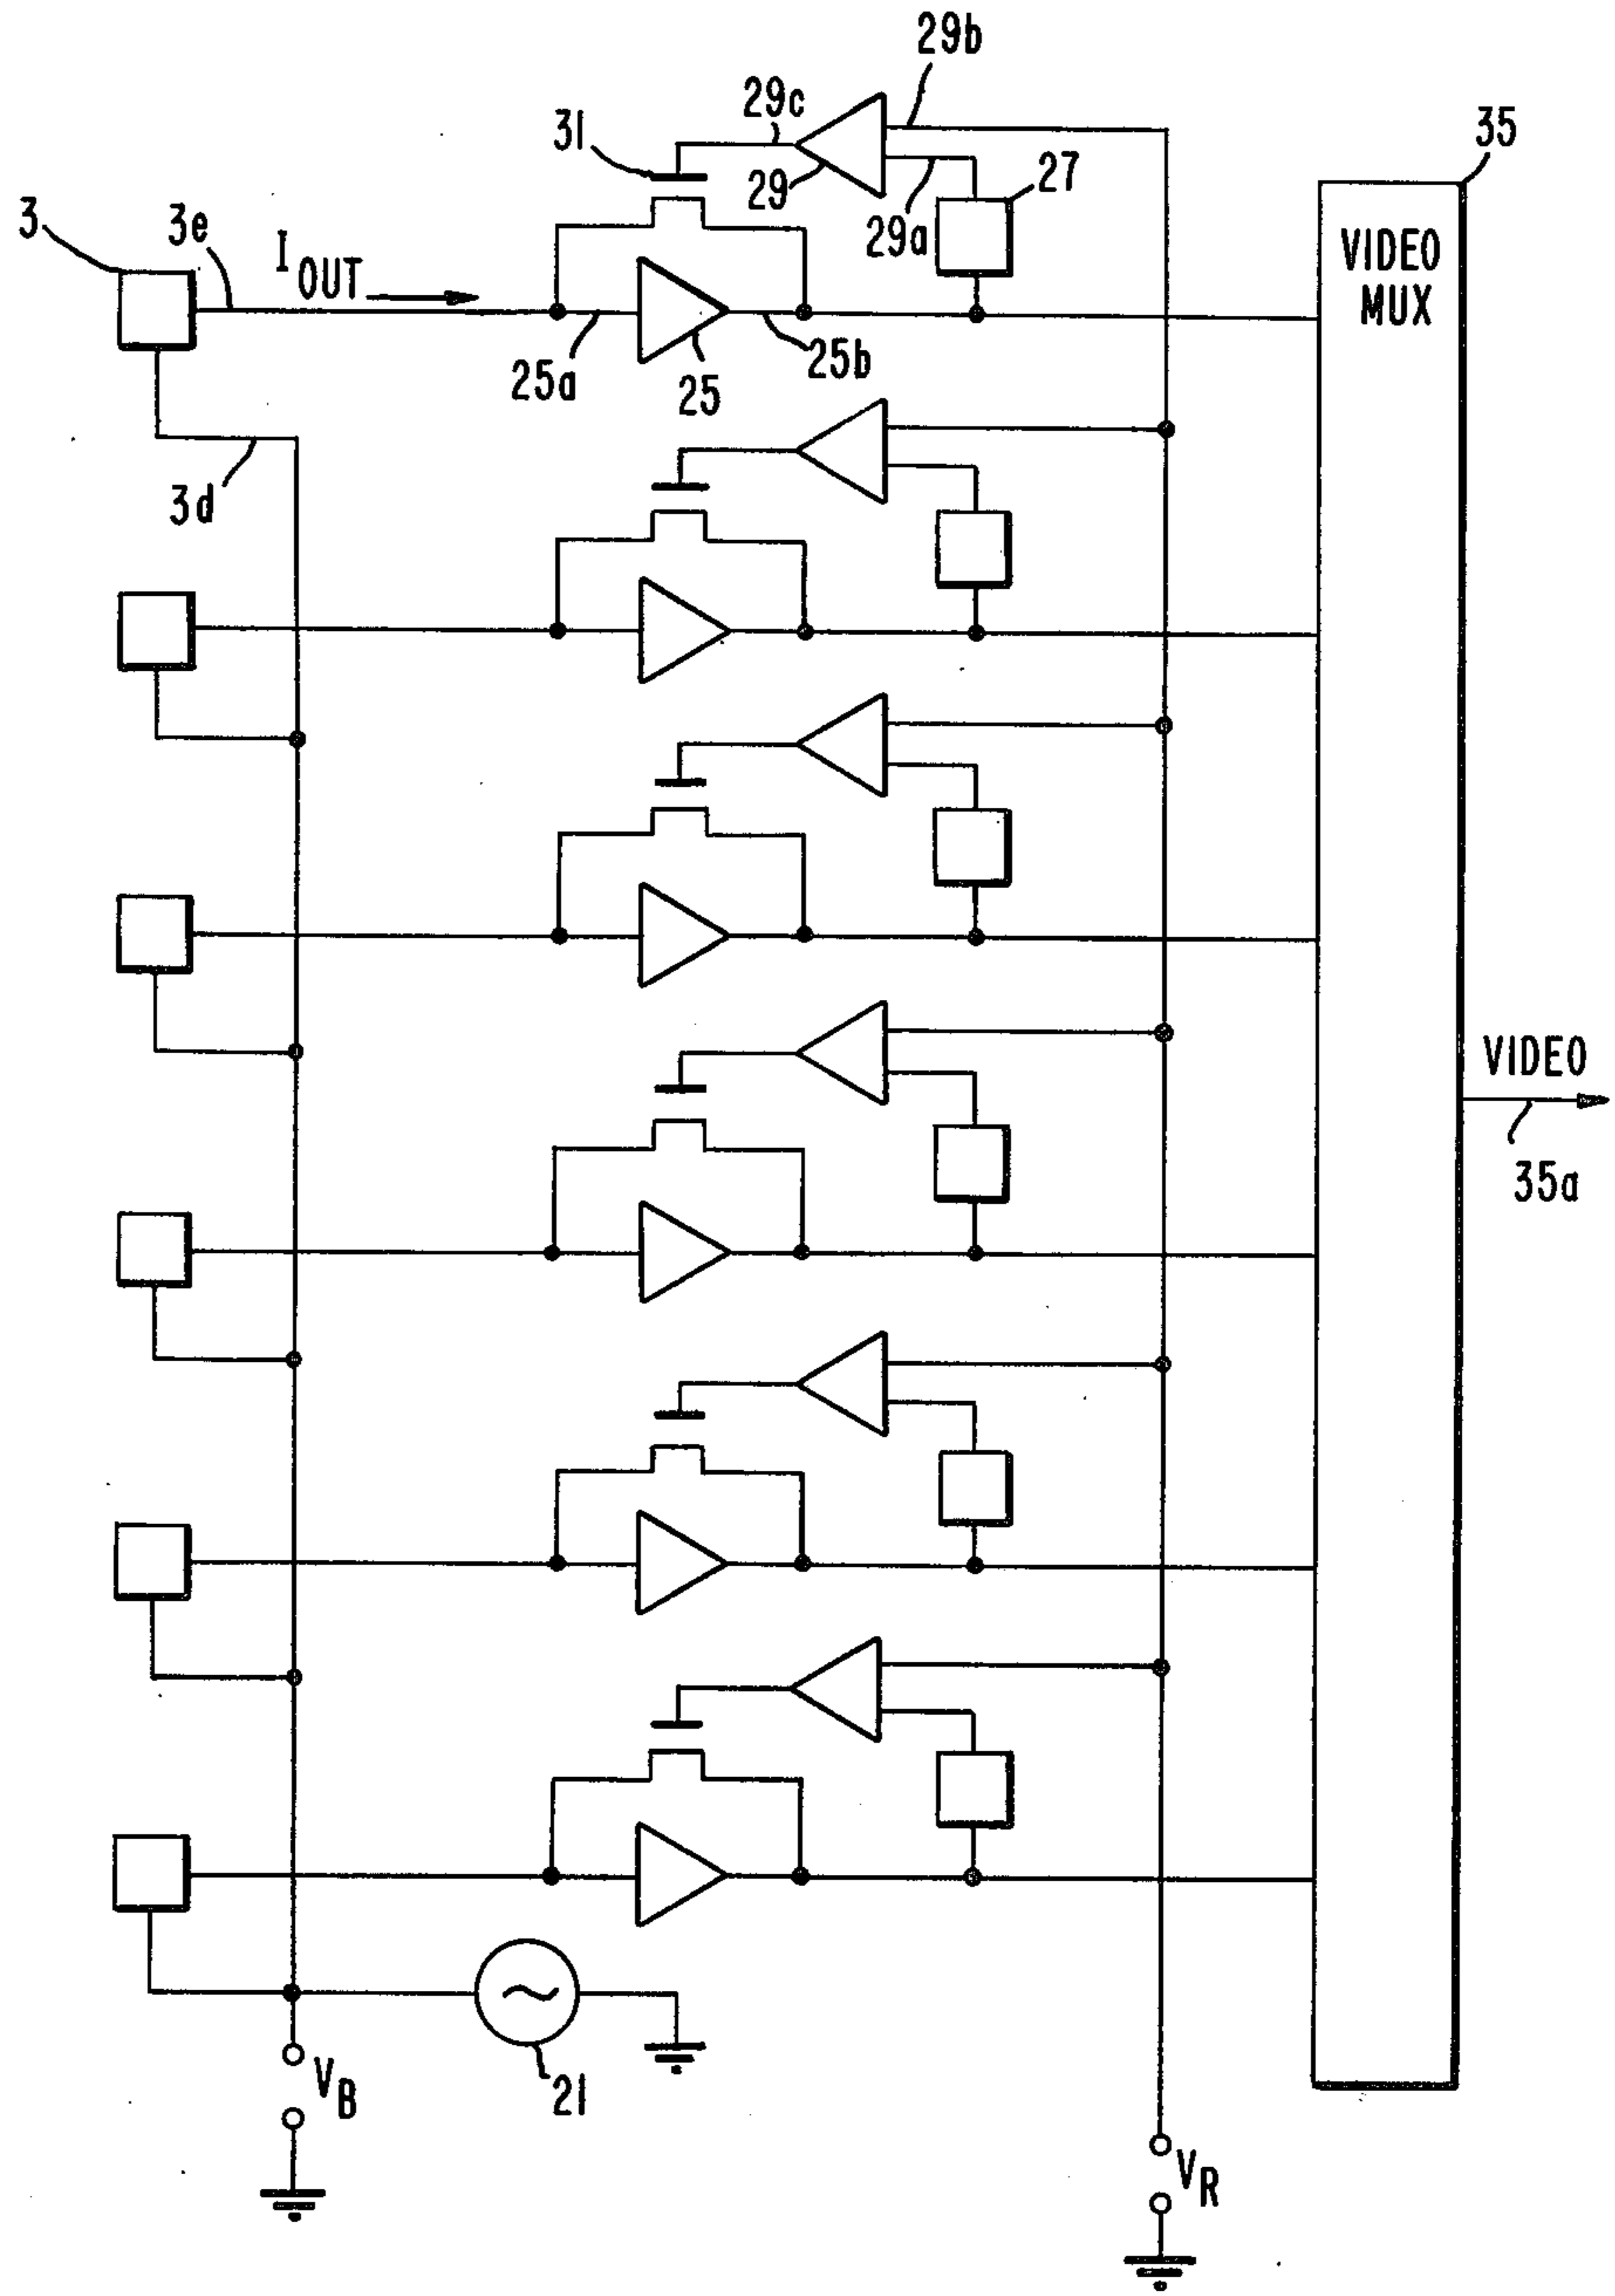 29b
29c
31
35
29
27
3
3e
29a
I OUT
VIDEO
MUX
25a
25
25b
3d
VIDEO
35a
V B
21
V R